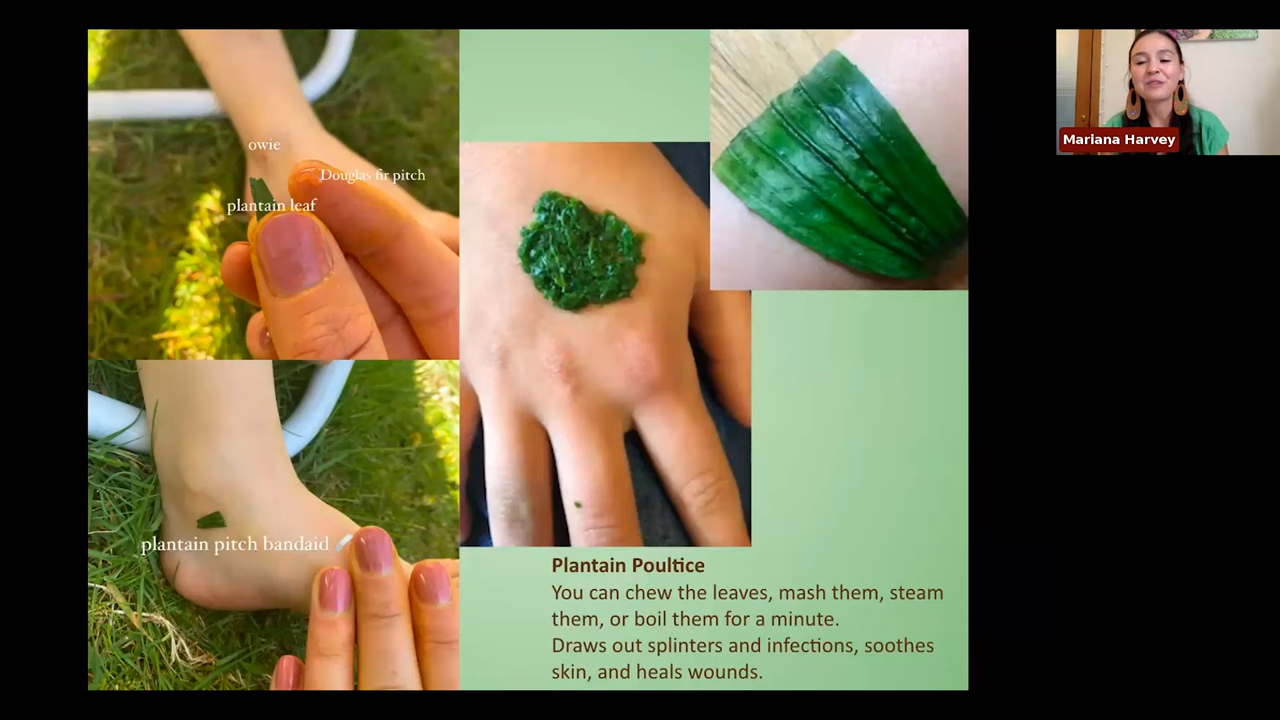 owie
Douglas fir pitch
plantain leaf
plantain pitch bandaid
Plantain Poultice
You can chew the leaves, mash them, steam
them, or boil them for a minute.
Draws out splinters and infections, soothes
skin, and heals wounds.
Mariana Harvey